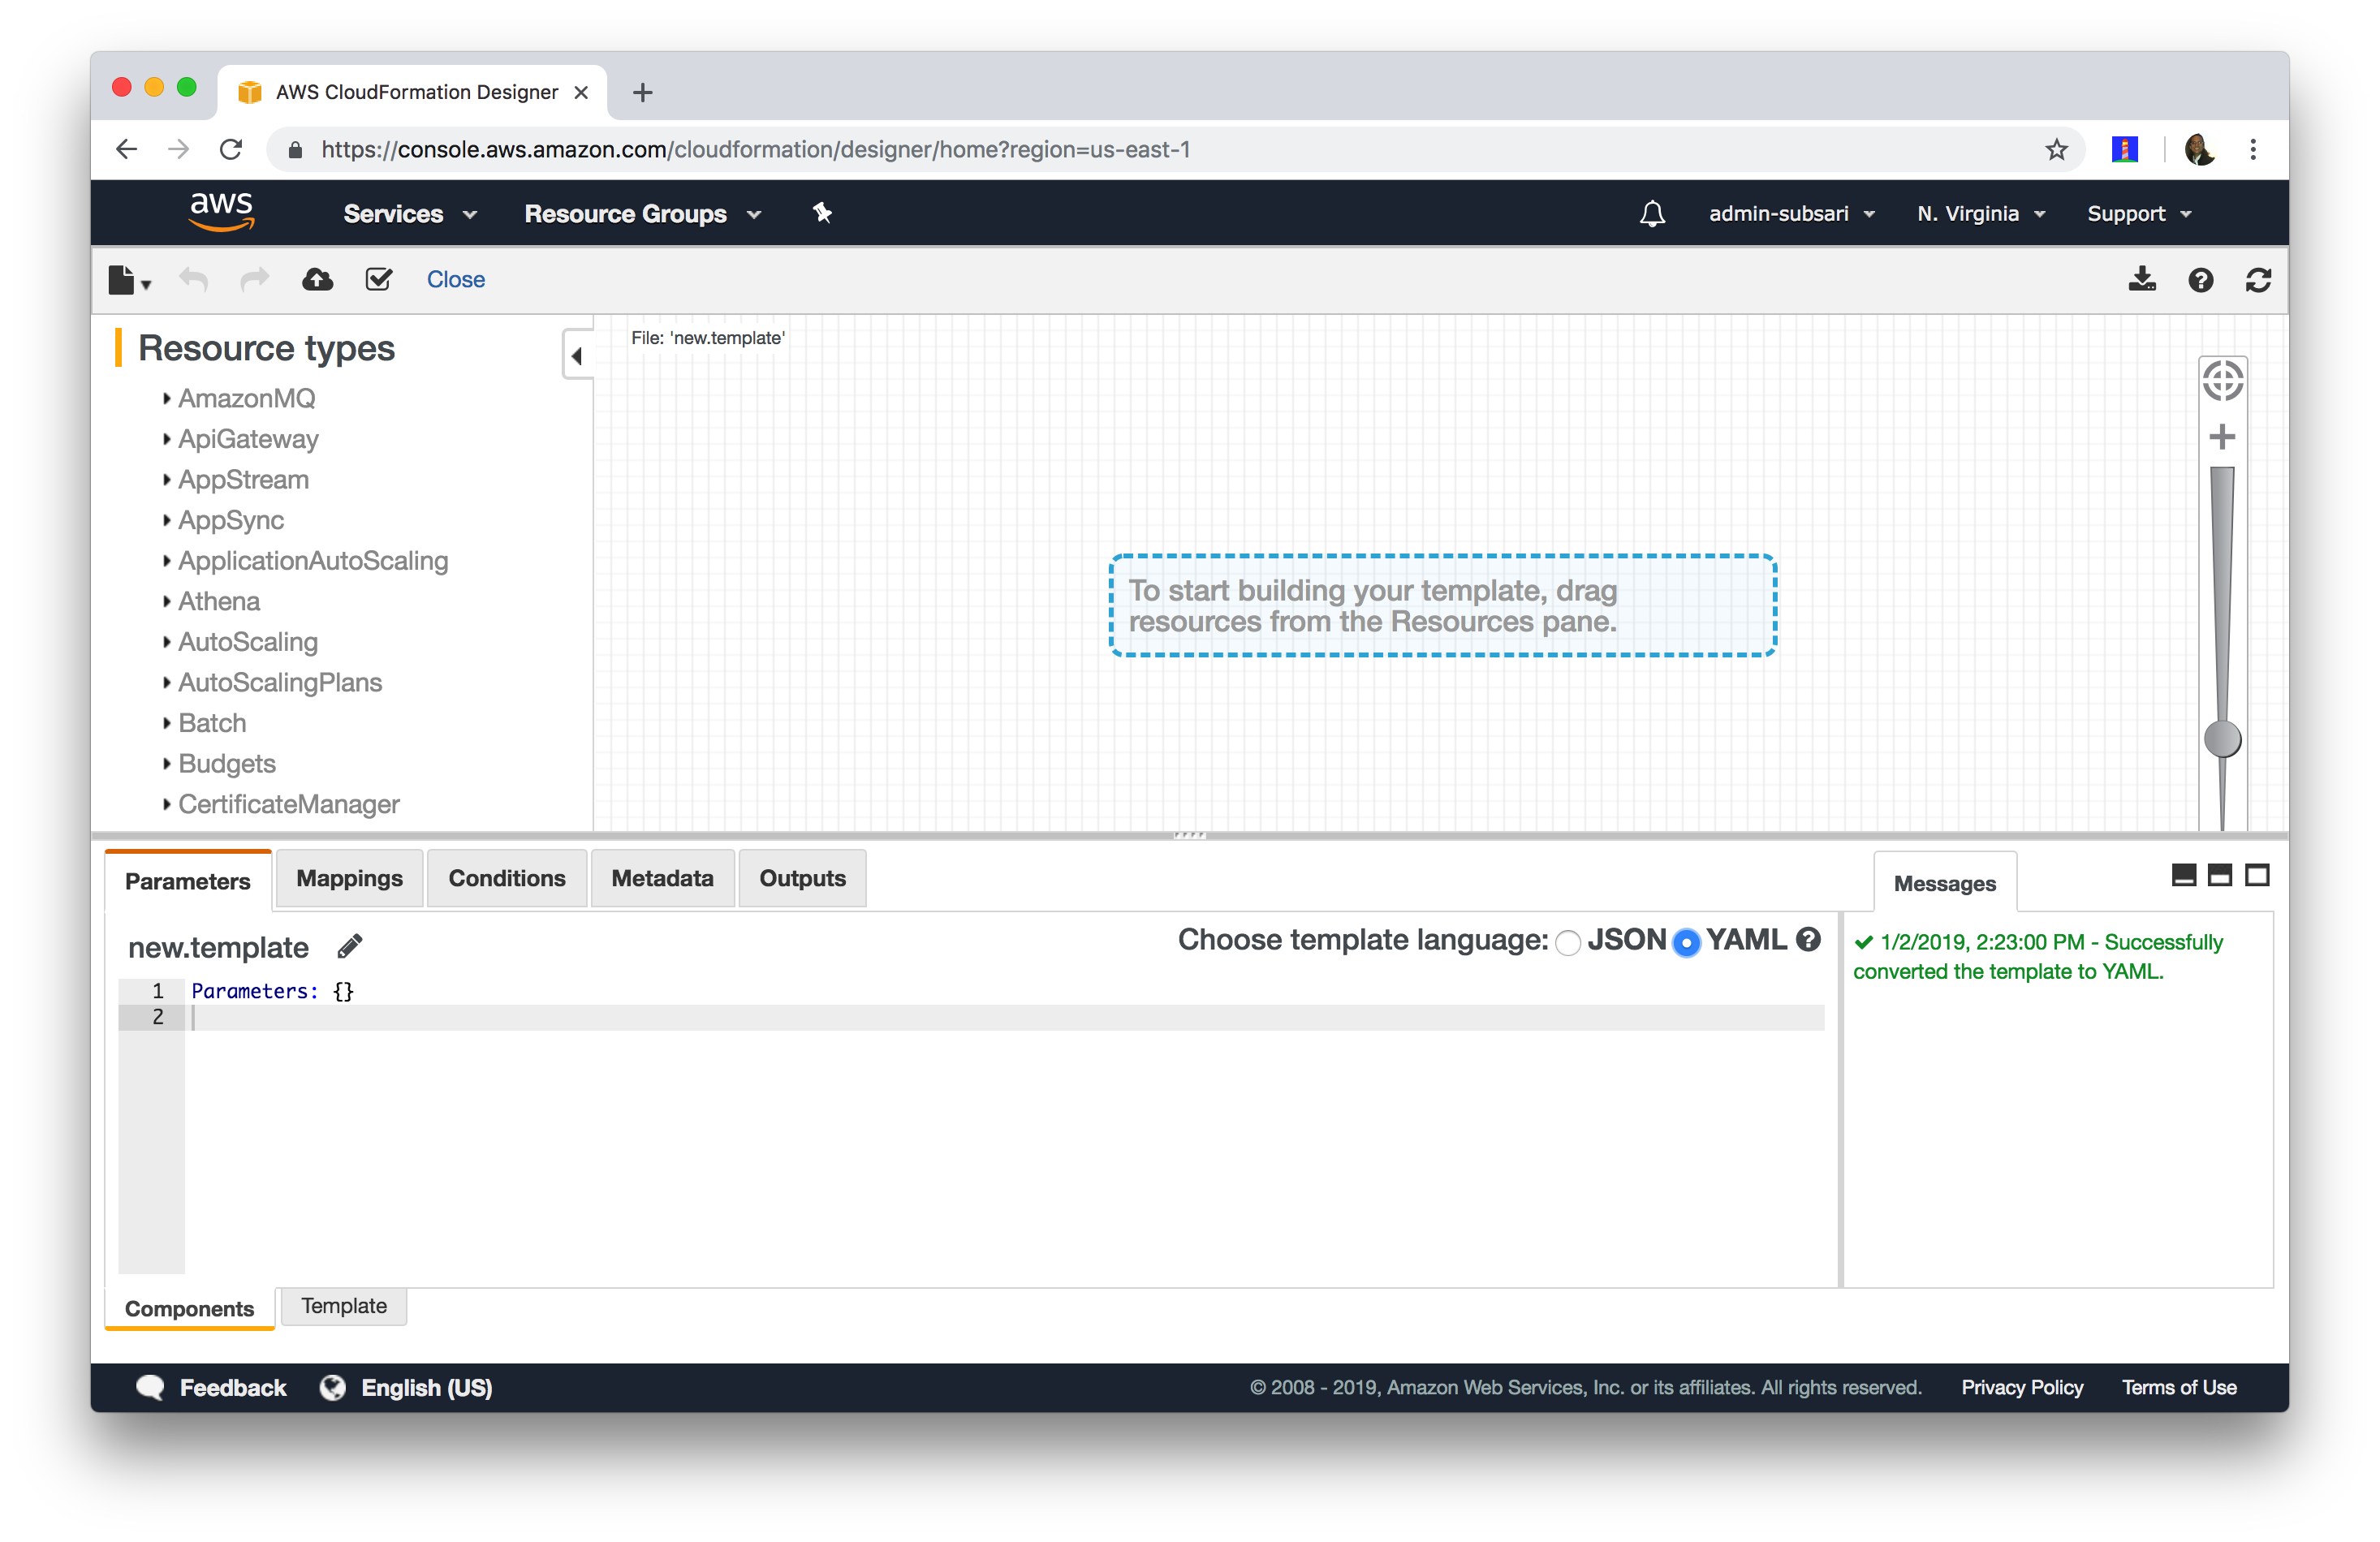 AWS CloudFormation Designer
https://console.aws.amazon.com/cloudformation/designer/home?region=us-east-1
aws Services Resource Groups admin-subsari N. Virginia Support
Close
Resource types
File: 'new.template'
AmazonMQ
ApiGateway
AppStream
AppSync
ApplicationAutoScaling
Athena
AutoScaling
AutoScalingPlans
Batch
Budgets
CertificateManager
To start building your template, drag
resources from the Resources pane.
Parameters Mappings Conditions Metadata Outputs
Messages
new.template
Choose template language: JSON YAML
1 Parameters: {}
2
1/2/2019, 2:23:00 PM - Successfully
converted the template to YAML.
Components Template
Feedback English (US) © 2008 - 2019, Amazon Web Services, Inc. or its affiliates. All rights reserved. Privacy Policy Terms of Use